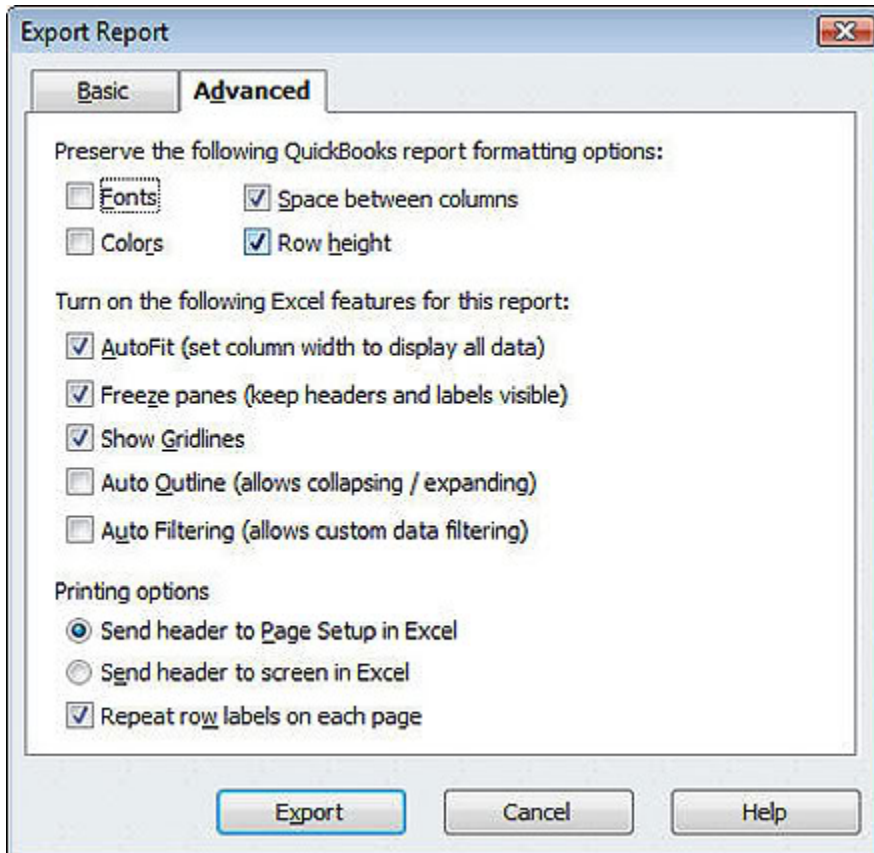 Export Report
Basic Advanced
Preserve the following QuickBooks report formatting options:
Fonts Space between columns
Colors Row height
Turn on the following Excel features for this report:
AutoFit (set column width to display all data)
Freeze panes (keep headers and labels visible)
Show Gridlines
Auto Outline (allows collapsing / expanding)
Auto Filtering (allows custom data filtering)
Printing options
Send header to Page Setup in Excel
Send header to screen in Excel
Repeat row labels on each page
Export Cancel Help